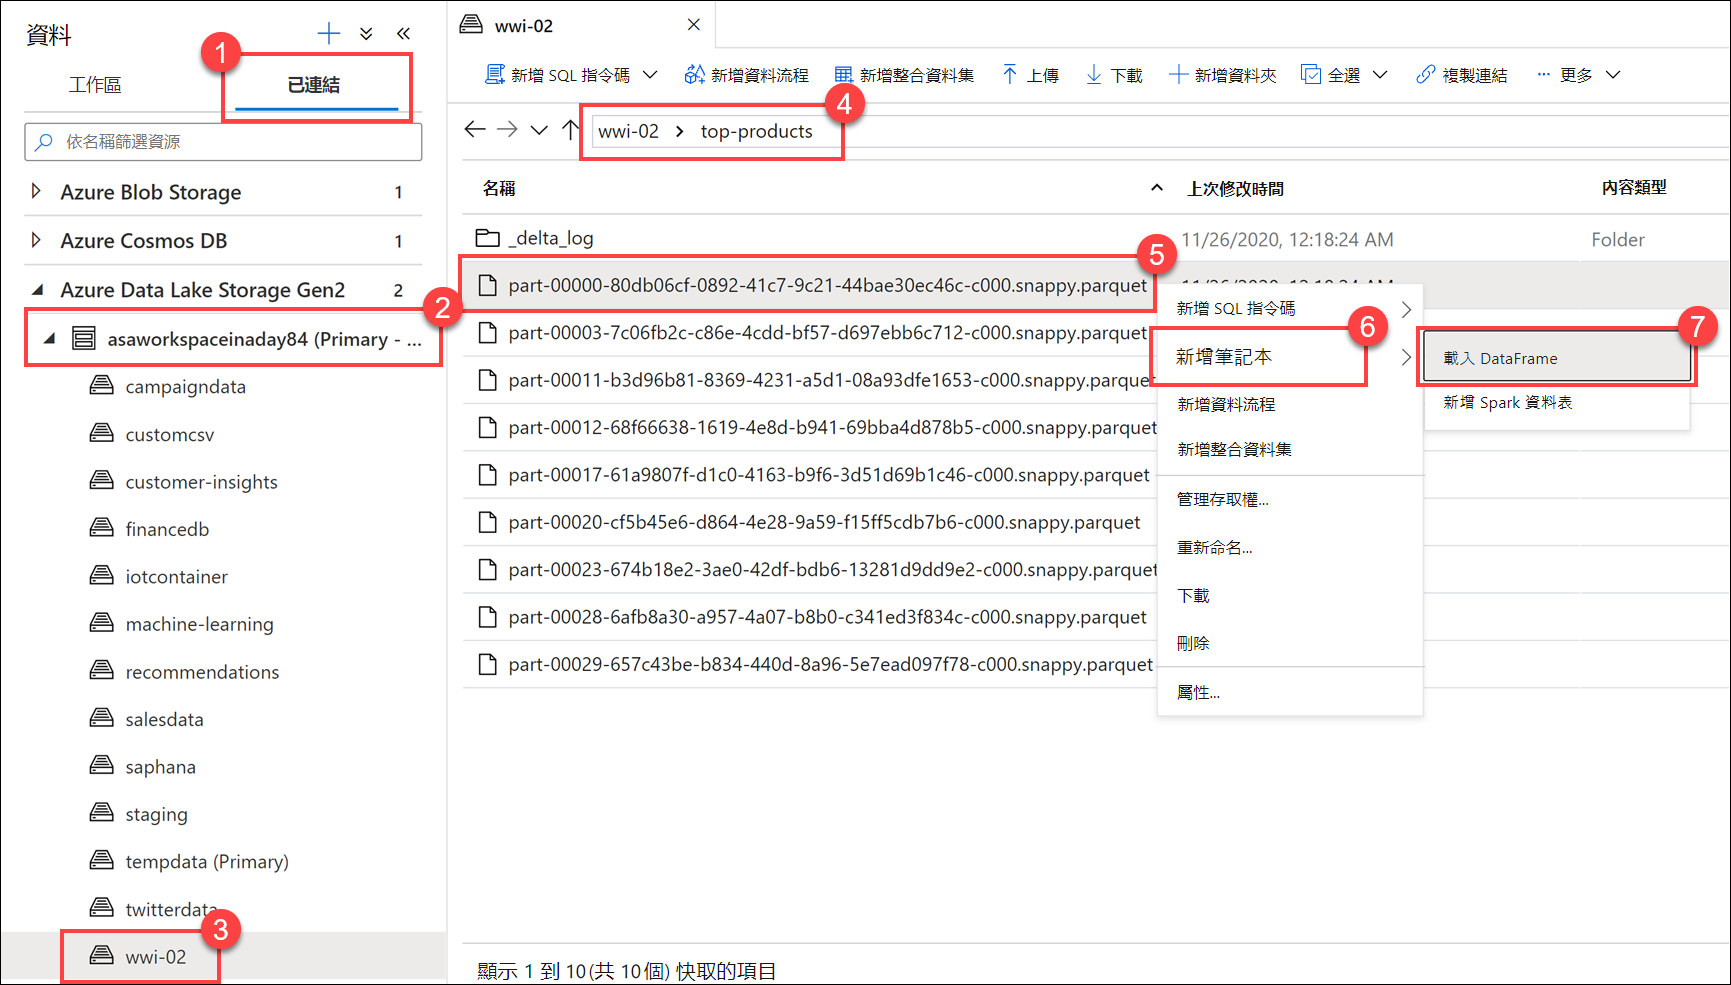 資料
1
工作區
已連結
依名稱篩選資源
Azure Blob Storage 1
Azure Cosmos DB 1
Azure Data Lake Storage Gen2 2
2
asaworkspaceinaday84 (Primary - ...
campaigndata
customcsv
customer-insights
financedb
iotcontainer
machine-learning
recommendations
salesdata
saphana
staging
tempdata (Primary)
twitterdata
3
wwi-02
wwi-02
新增 SQL 指令碼 新增資料流程 新增整合資料集 上傳 下載 新增資料夾 全選 複製連結 ... 更多
4
wwi-02 > top-products
名稱 上次修改時間 內容類型
_delta_log 11/26/2020, 12:18:24 AM Folder
5
part-00000-80db06cf-0892-41c7-9c21-44bae30ec46c-c000.snappy.parquet 11/26/2020, 12:18:24 AM
part-00003-7c06fb2c-c86e-4cdd-bf57-d697ebb6c712-c000.snappy.parquet
part-00011-b3d96b81-8369-4231-a5d1-08a93dfe1653-c000.snappy.parquet
part-00012-68f66638-1619-4e8d-b941-69bba4d878b5-c000.snappy.parquet
part-00017-61a9807f-d1c0-4163-b9f6-3d51d69b1c46-c000.snappy.parquet
part-00020-cf5b45e6-d864-4e28-9a59-f15ff5cdb7b6-c000.snappy.parquet
part-00023-674b18e2-3ae0-42df-bdb6-13281d9dd9e2-c000.snappy.parquet
part-00028-6afb8a30-a957-4a07-b8b0-c341ed3f834c-c000.snappy.parquet
part-00029-657c43be-b834-440d-8a96-5e7ead097f78-c000.snappy.parquet
新增 SQL 指令碼
6
新增筆記本
新增資料流程
新增整合資料集
管理存取權...
重新命名...
下載
刪除
屬性...
7
載入 DataFrame
新增 Spark 資料表
顯示 1 到 10(共 10個) 快取的項目